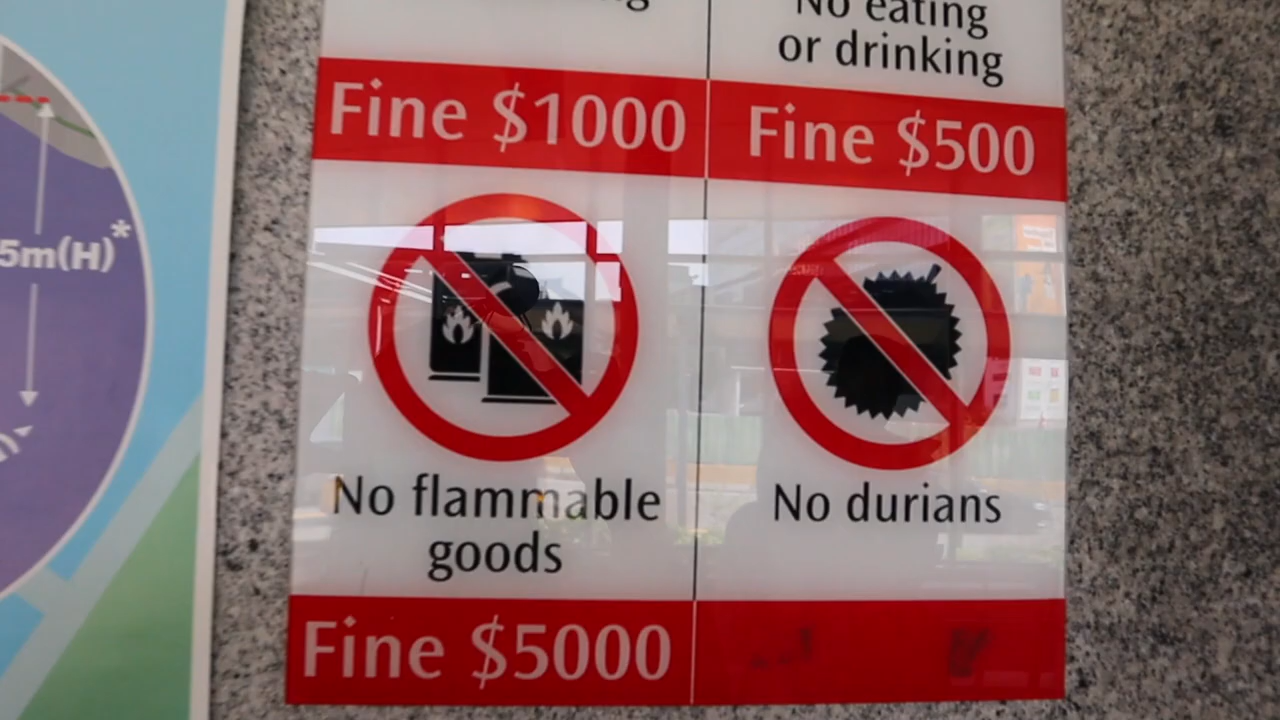 No eating
or drinking
Fine $1000
Fine $500
No flammable
goods
No durians
Fine $5000
5m(H)*